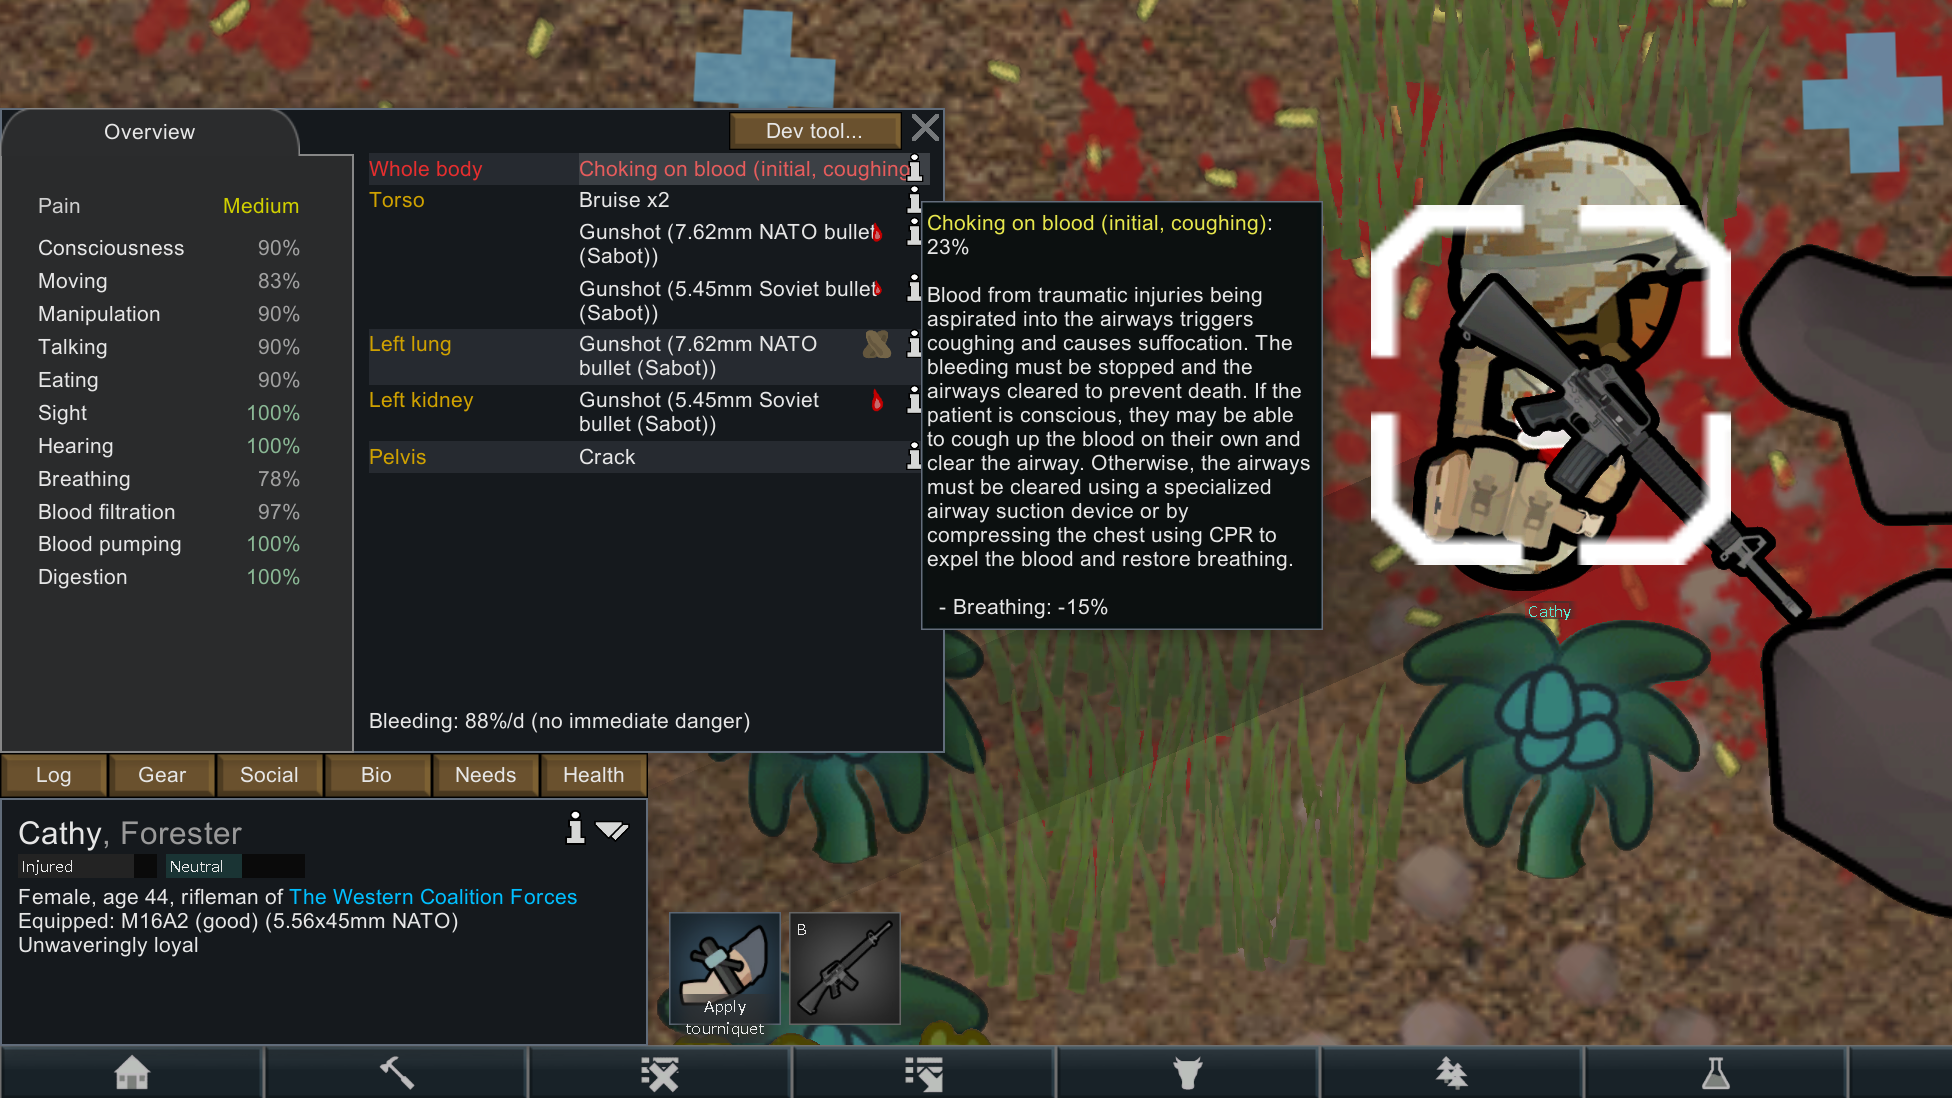 Overview
Dev tool...
Pain Medium
Consciousness 90%
Moving 83%
Manipulation 90%
Talking 90%
Eating 90%
Sight 100%
Hearing 100%
Breathing 78%
Blood filtration 97%
Blood pumping 100%
Digestion 100%
Whole body Choking on blood (initial, coughing
Torso Bruise x2
Gunshot (7.62mm NATO bullet
(Sabot))
Gunshot (5.45mm Soviet bullet
(Sabot))
Left lung Gunshot (7.62mm NATO
bullet (Sabot))
Left kidney Gunshot (5.45mm Soviet
bullet (Sabot))
Pelvis Crack
Bleeding: 88%/d (no immediate danger)
Choking on blood (initial, coughing):
23%
Blood from traumatic injuries being
aspirated into the airways triggers
coughing and causes suffocation. The
bleeding must be stopped and the
airways cleared to prevent death. If the
patient is conscious, they may be able
to cough up the blood on their own and
clear the airway. Otherwise, the airways
must be cleared using a specialized
airway suction device or by
compressing the chest using CPR to
expel the blood and restore breathing.
- Breathing: -15%
Cathy
Log Gear Social Bio Needs Health
Cathy, Forester
Injured Neutral
Female, age 44, rifleman of The Western Coalition Forces
Equipped: M16A2 (good) (5.56x45mm NATO)
Unwaveringly loyal
B
Apply
tourniquet